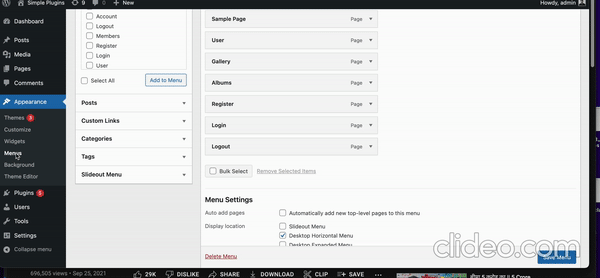 Simple Plugins 9 0 + New
Howdy, admin
Dashboard
Posts
Media
Pages
Comments
Appearance
Themes 3
Customize
Widgets
Menus
Background
Theme Editor
Plugins 5
Users
Tools
Settings
Collapse menu
Account
Logout
Members
Register
Login
User
Select All
Add to Menu
Posts
Custom Links
Categories
Tags
Slideout Menu
Sample Page Page
User Page
Gallery Page
Albums Page
Register Page
Login Page
Logout Page
Bulk Select Remove Selected Items
Menu Settings
Auto add pages Automatically add new top-level pages to this menu
Display location Slideout Menu
Desktop Horizontal Menu
Desktop Expanded Menu
Delete Menu
Save Menu
clideo.com
696,505 views • Sep 25, 2021
29K DISLIKE SHARE DOWNLOAD CLIP SAVE